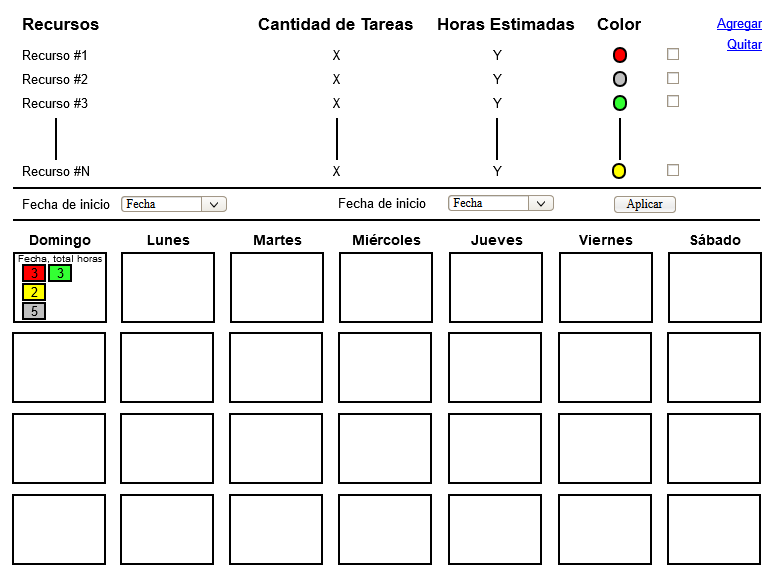 Recursos Cantidad de Tareas Horas Estimadas Color Agregar
Quitar
Recurso #1 X Y
Recurso #2 X Y
Recurso #3 X Y
Recurso #N X Y
Fecha de inicio Fecha Fecha de inicio Fecha Aplicar
Domingo Lunes Martes Miércoles Jueves Viernes Sábado
Fecha, total horas
3 3
2
5